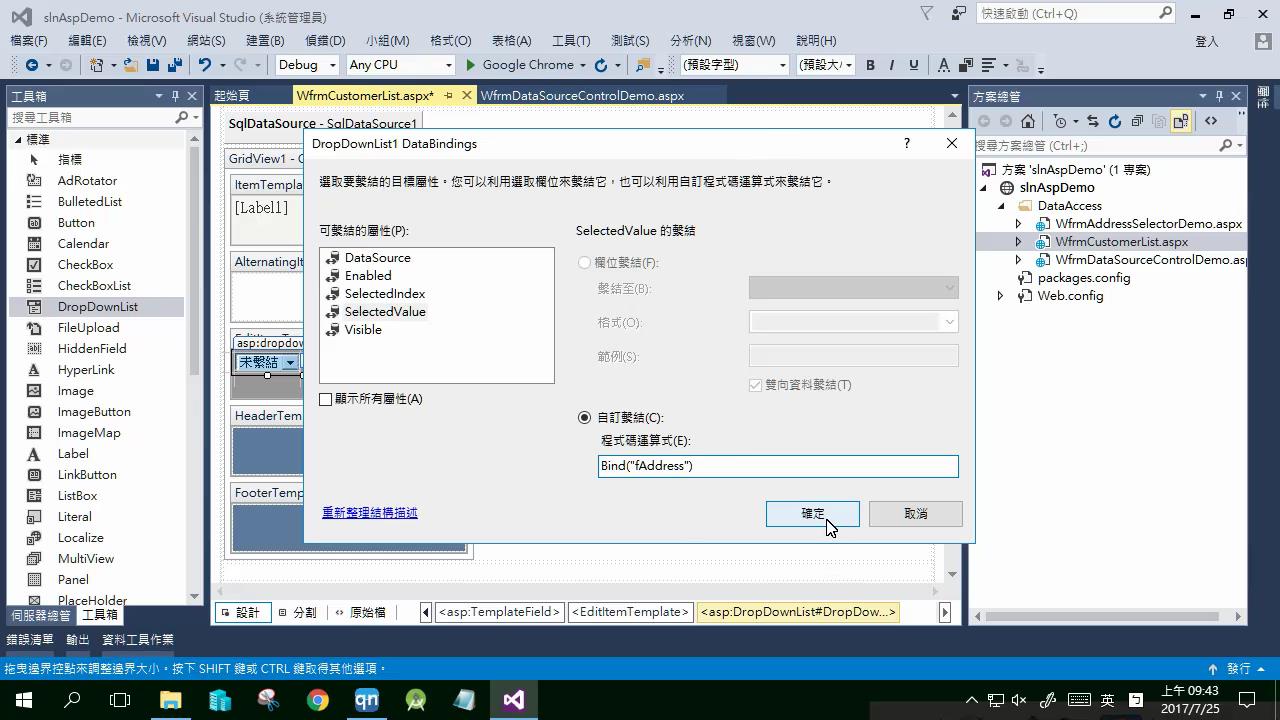 slnAspDemo - Microsoft Visual Studio (系統管理員)
快速啟動 (Ctrl+Q)
檔案(F) 編輯(E) 檢視(V) 網站(S) 建置(B) 偵錯(D) 小組(M) 格式(O) 表格(A) 工具(T) 測試(S) 分析(N) 視窗(W) 說明(H) 登入
Debug Any CPU Google Chrome (預設字型) (預設大/ B I U A
工具箱
搜尋工具箱
標準
指標
AdRotator
BulletedList
Button
Calendar
CheckBox
CheckBoxList
DropDownList
FileUpload
HiddenField
HyperLink
Image
ImageButton
ImageMap
Label
LinkButton
ListBox
Literal
Localize
MultiView
Panel
PlaceHolder
伺服器總管 工具箱
起始頁 WfrmCustomerList.aspx* WfrmDataSourceControlDemo.aspx
SqlDataSource - SqlDataSource1
GridView1 - C
ItemTempla
[Label1]
AlternatingIt
asp:dropdow
未繫結
HeaderTem
FooterTemp
DropDownList1 DataBindings
?
選取要繫結的目標屬性。您可以利用選取欄位來繫結它，也可以利用自訂程式碼運算式來繫結它。
可繫結的屬性(P):
DataSource
Enabled
SelectedIndex
SelectedValue
Visible
顯示所有屬性(A)
重新整理結構描述
SelectedValue 的繫結
欄位繫結(F):
繫結至(B):
格式(O):
範例(S):
雙向資料繫結(T)
自訂繫結(C):
程式碼運算式(E):
Bind("fAddress")
確定 取消
設計 分割 原始檔 <asp:TemplateField> <EditItemTemplate> <asp:DropDownList#DropDow...>
方案總管
搜尋方案總管 (Ctrl+;)
方案 'slnAspDemo' (1 專案)
slnAspDemo
DataAccess
WfrmAddressSelectorDemo.aspx
WfrmCustomerList.aspx
WfrmDataSourceControlDemo.asp
packages.config
Web.config
錯誤清單 輸出 資料工具作業
拖曳邊界控點來調整邊界大小。按下 SHIFT 鍵或 CTRL 鍵取得其他選項。
發行
qn
英
上午 09:43
2017/7/25